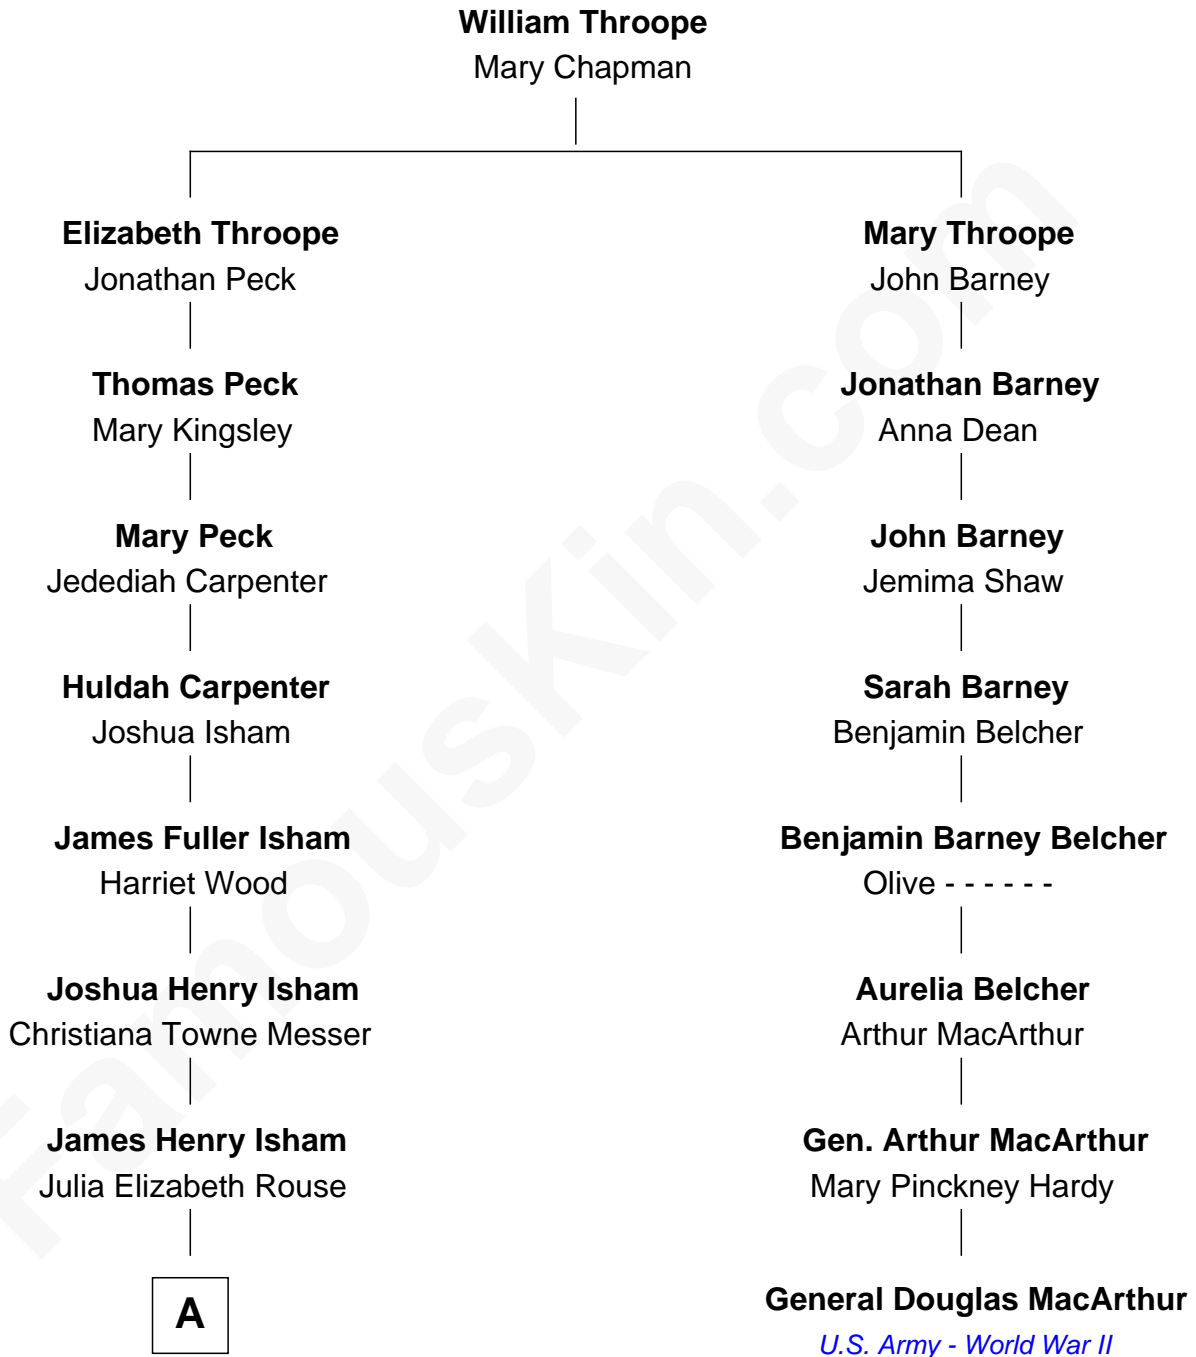 William Throope
Mary Chapman
Elizabeth Throope
Jonathan Peck
Mary Throope
John Barney
Thomas Peck
Mary Kingsley
Jonathan Barney
Anna Dean
Mary Peck
Jedediah Carpenter
John Barney
Jemima Shaw
Huldah Carpenter
Joshua Isham
Sarah Barney
Benjamin Belcher
James Fuller Isham
Harriet Wood
Benjamin Barney Belcher
Olive - - - - - -
Joshua Henry Isham
Christiana Towne Messer
Aurelia Belcher
Arthur MacArthur
James Henry Isham
Julia Elizabeth Rouse
Gen. Arthur MacArthur
Mary Pinckney Hardy
A
General Douglas MacArthur
U.S. Army - World War II
FamousKin.com